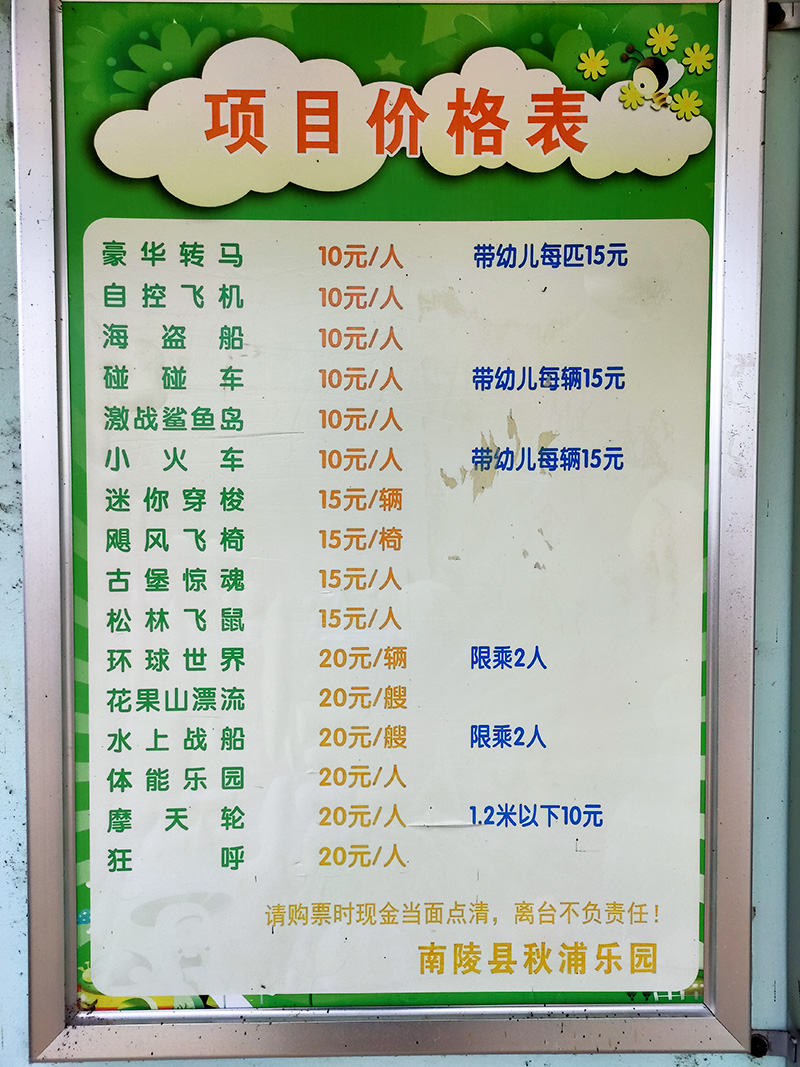 项目价格表
豪华转马 10元/人 带幼儿每匹15元
自控飞机 10元/人
海盗船 10元/人
碰碰车 10元/人 带幼儿每辆15元
激战鲨鱼岛 10元/人
小火车 10元/人 带幼儿每辆15元
迷你穿梭 15元/辆
飓风飞椅 15元/椅
古堡惊魂 15元/人
松林飞鼠 15元/人
环球世界 20元/辆 限乘2人
花果山漂流 20元/艘
水上战船 20元/艘 限乘2人
体能乐园 20元/人
摩天轮 20元/人 1.2米以下10元
狂呼 20元/人
请购票时现金当面点清，离台不负责任！
南陵县秋浦乐园